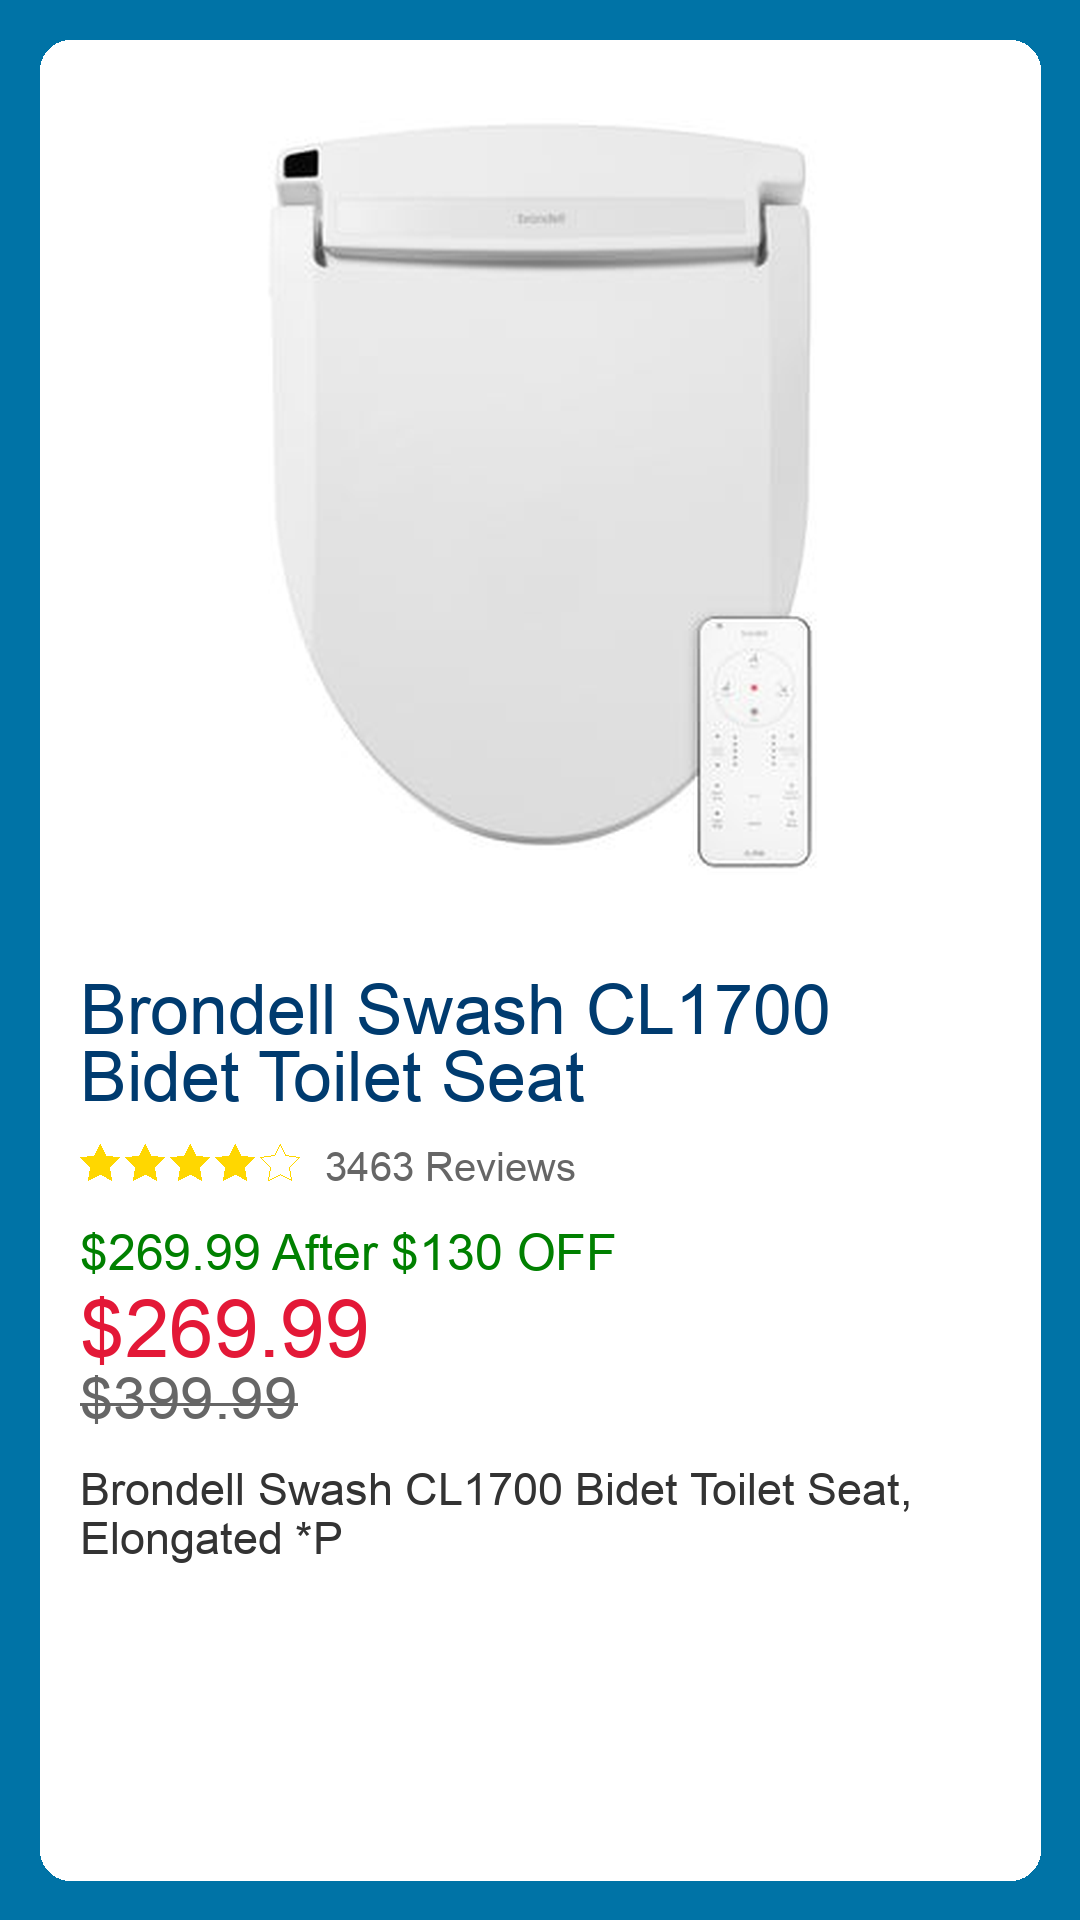 brondell
Brondell Swash CL1700
Bidet Toilet Seat
3463 Reviews
$269.99 After $130 OFF
$269.99
$399.99
Brondell Swash CL1700 Bidet Toilet Seat,
Elongated *P